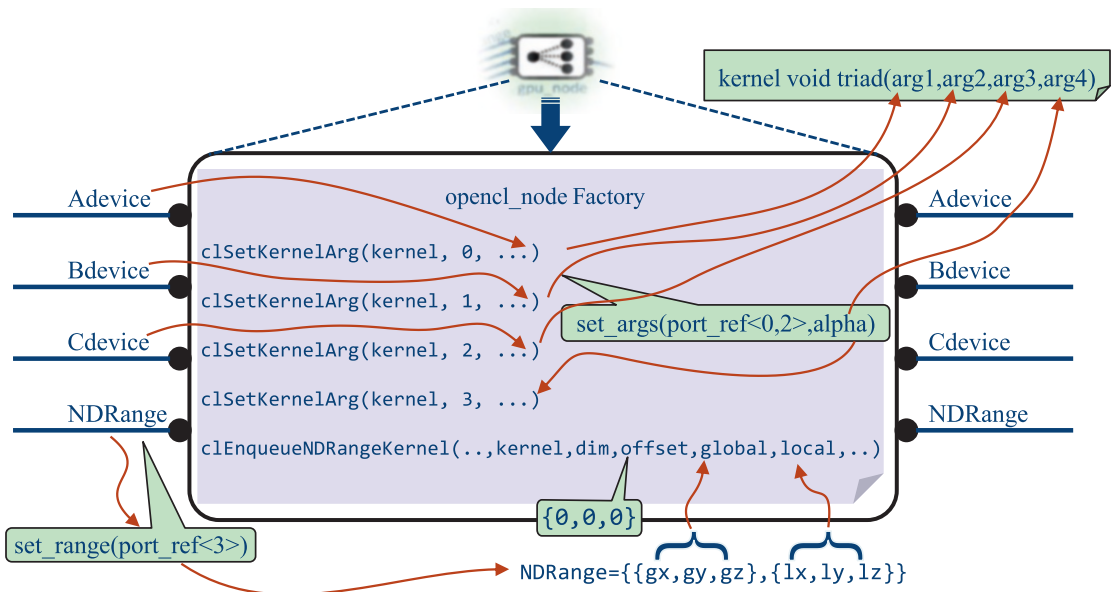 gpu_node
kernel void triad(arg1,arg2,arg3,arg4)
opencl_node Factory
Adevice
Adevice
clSetKernelArg(kernel, 0, ...)
Bdevice
Bdevice
clSetKernelArg(kernel, 1, ...)
set_args(port_ref<0,2>,alpha)
Cdevice
Cdevice
clSetKernelArg(kernel, 2, ...)
clSetKernelArg(kernel, 3, ...)
NDRange
NDRange
clEnqueueNDRangeKernel(..,kernel,dim,offset,global,local,..)
{0,0,0}
set_range(port_ref<3>)
NDRange={{gx,gy,gz},{lx,ly,lz}}